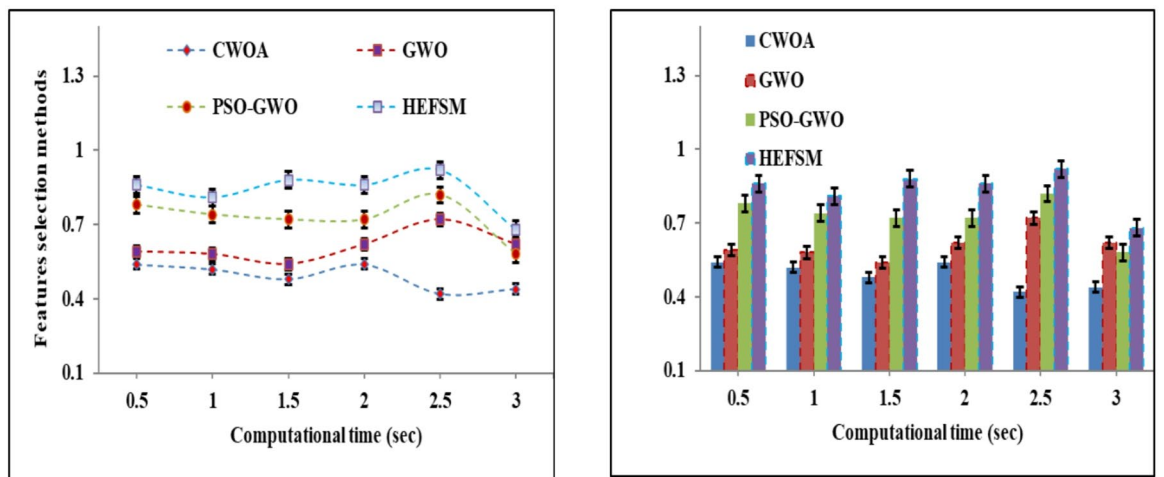 CWOA
GWO
PSO-GWO
HEFSM
Features selection methods
1.3
1
0.7
0.4
0.1
0.5 1 1.5 2 2.5 3
Computational time (sec)
CWOA
GWO
PSO-GWO
HEFSM
1.3
1
0.7
0.4
0.1
0.5 1 1.5 2 2.5 3
Computational time (sec)